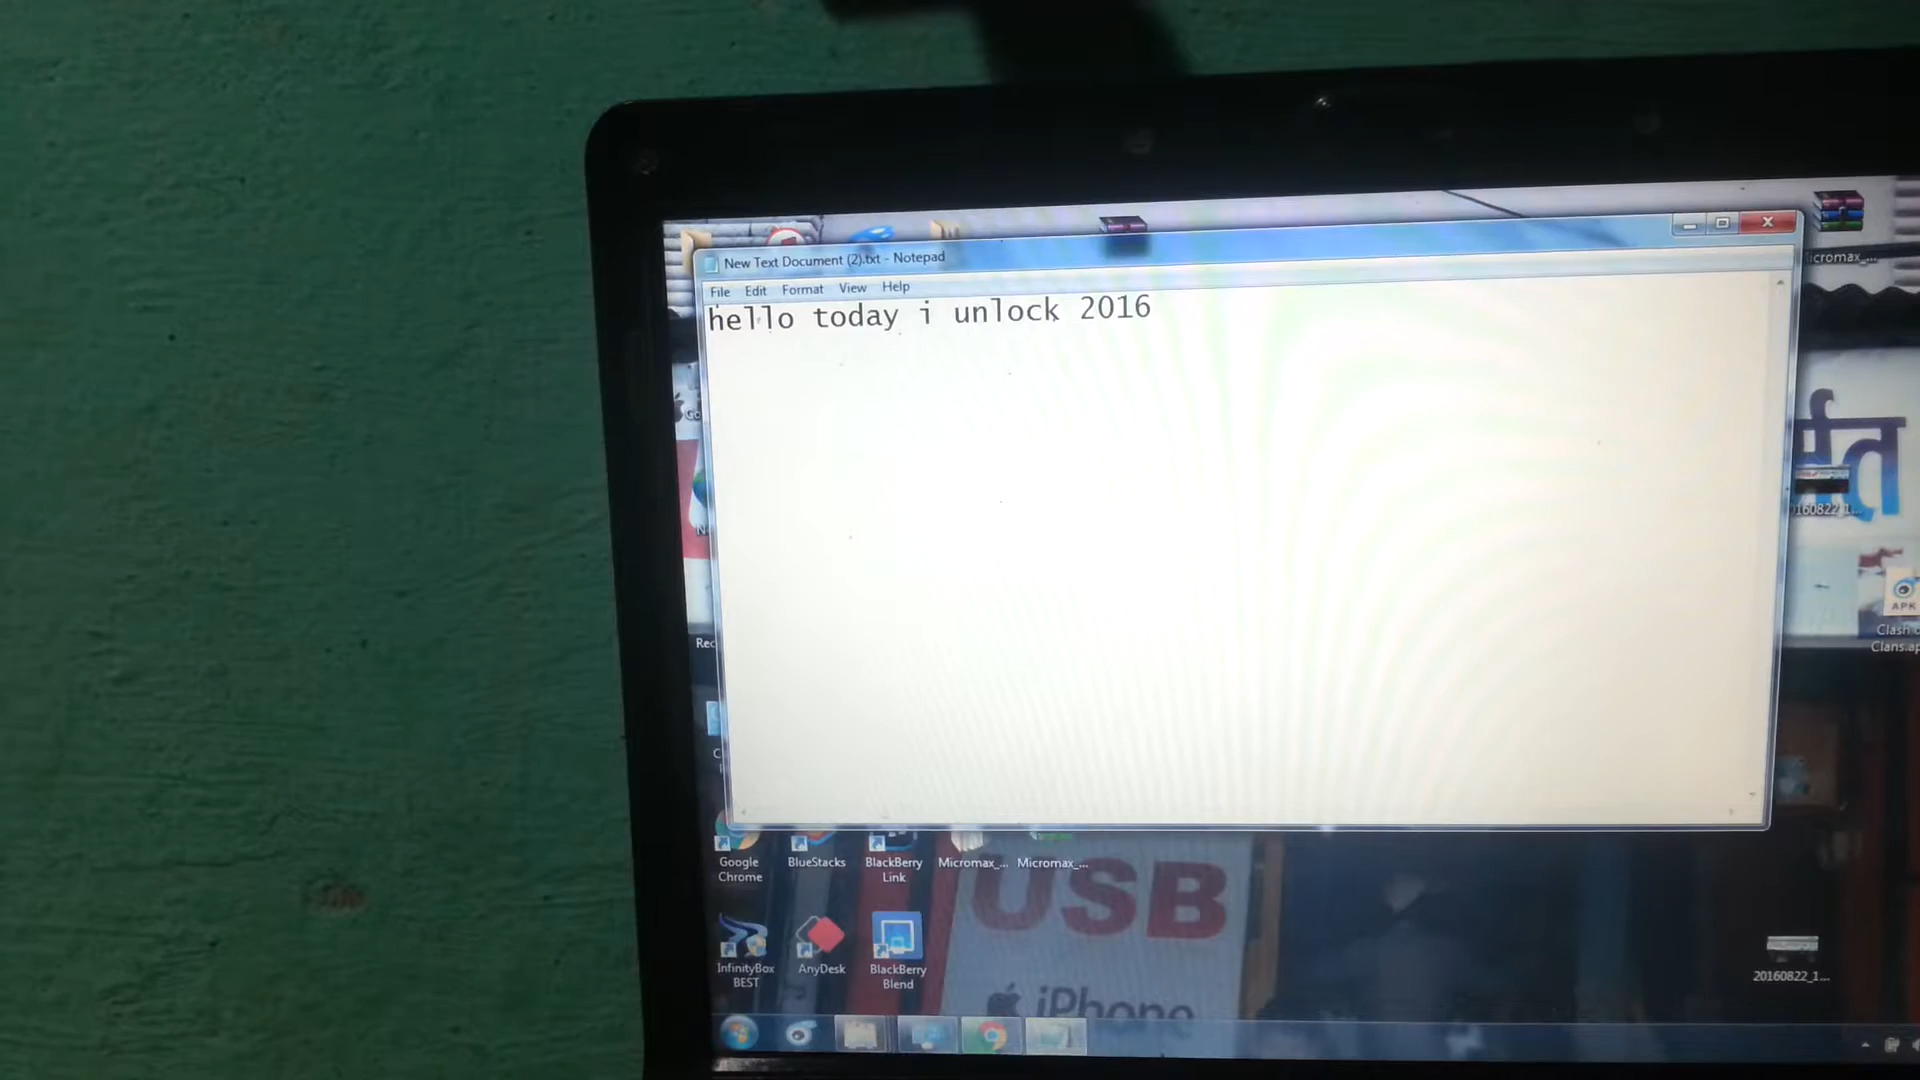 New Text Document (2).txt - Notepad
File Edit Format View Help
hello today i unlock 2016
Google Chrome
BlueStacks
BlackBerry Link
Micromax_...
Micromax_...
InfinityBox BEST
AnyDesk
BlackBerry Blend
USB
iPhone
20160822_1...
APK